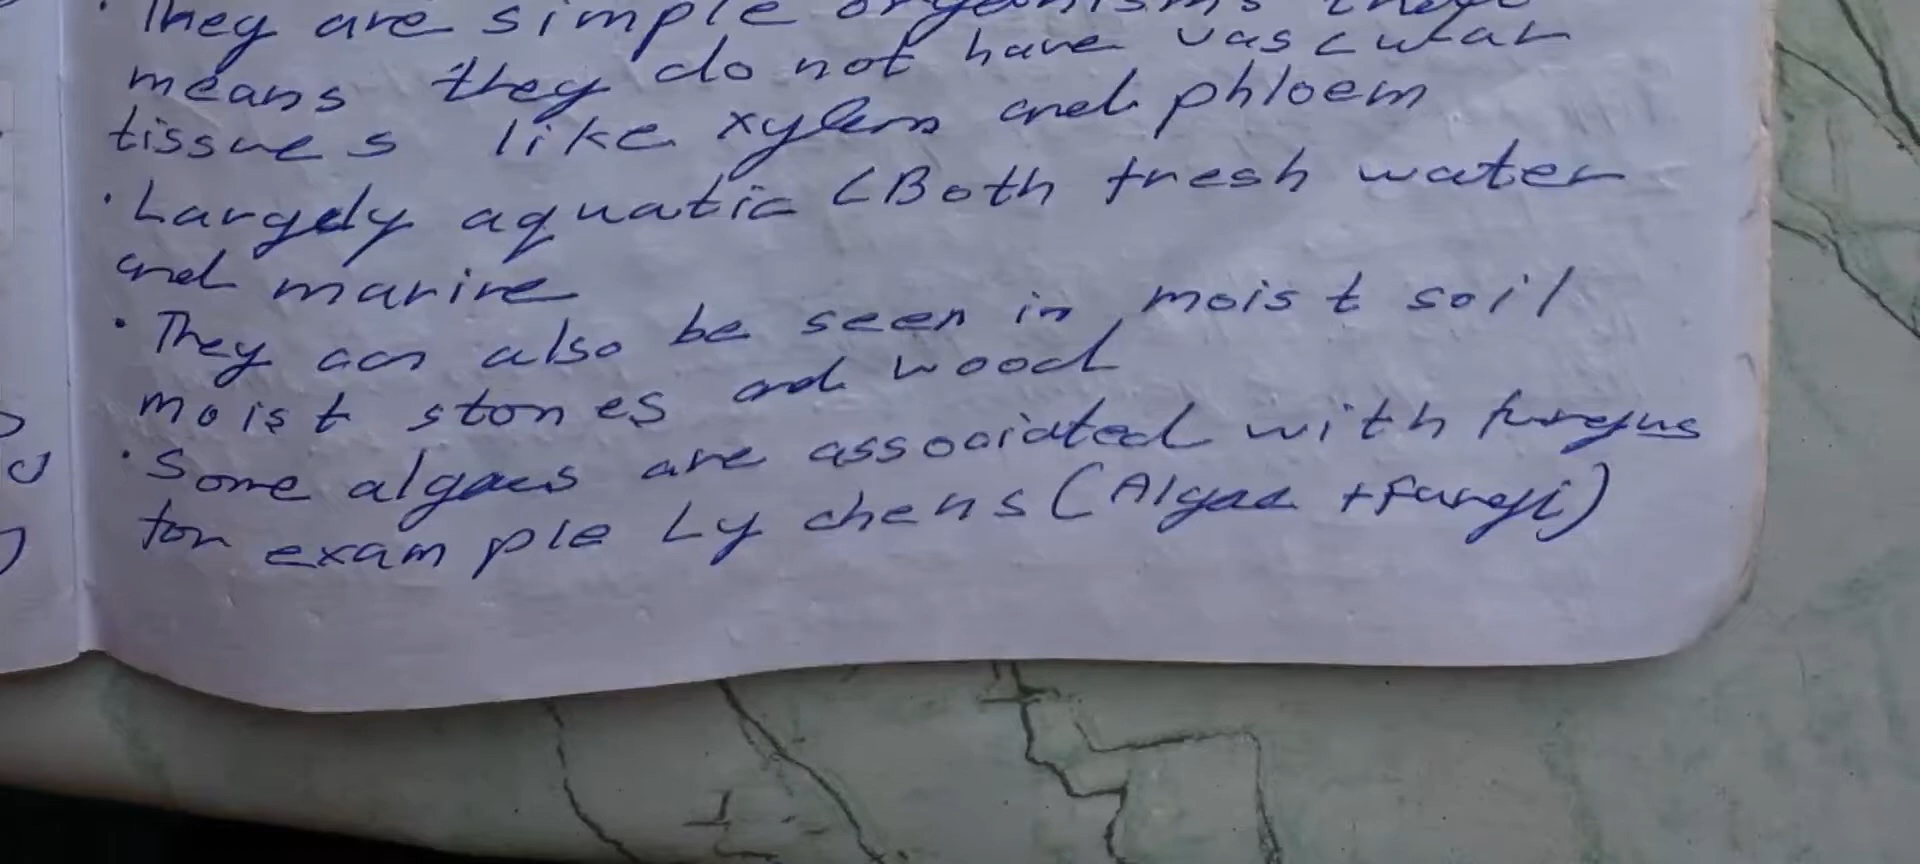 • They are simple organisms that
means they do not have vascular
tissues like xylem and phloem
• Largely aquatic (Both fresh water
and marine
• They can also be seen in moist soil
moist stones and wood
• Some algaes are associated with fungus
for example Lychens (Algae + Fungi)